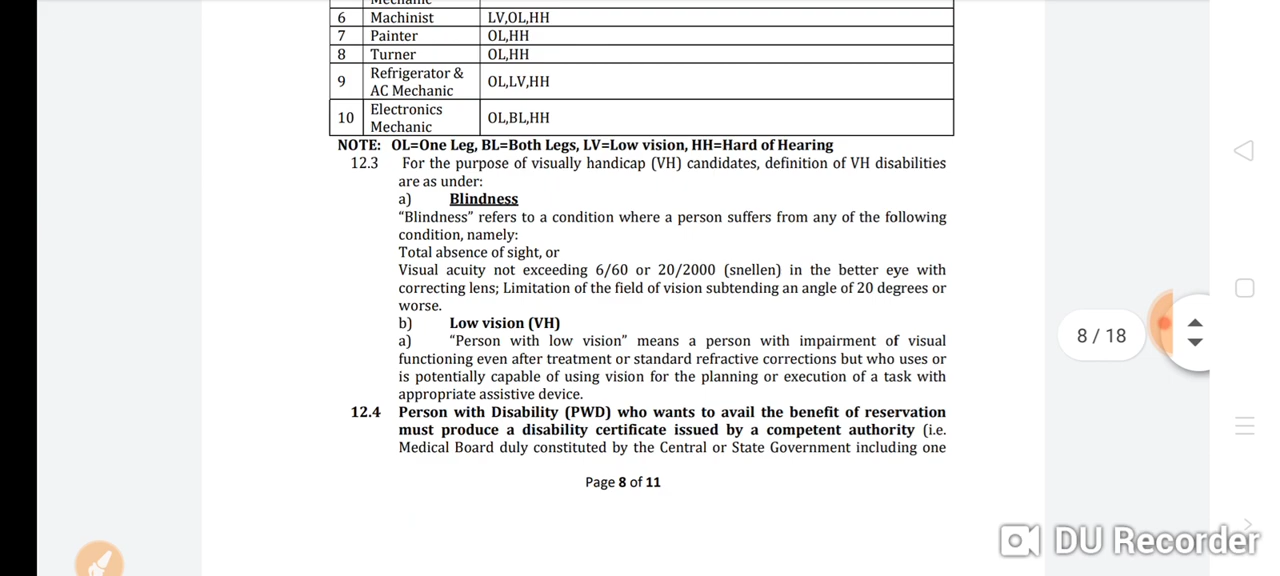 Mechanic
6 Machinist LV,OL,HH
7 Painter OL,HH
8 Turner OL,HH
9 Refrigerator & AC Mechanic OL,LV,HH
10 Electronics Mechanic OL,BL,HH
NOTE: OL=One Leg, BL=Both Legs, LV=Low vision, HH=Hard of Hearing
12.3 For the purpose of visually handicap (VH) candidates, definition of VH disabilities
are as under:
a) Blindness
“Blindness” refers to a condition where a person suffers from any of the following
condition, namely:
Total absence of sight, or
Visual acuity not exceeding 6/60 or 20/2000 (snellen) in the better eye with
correcting lens; Limitation of the field of vision subtending an angle of 20 degrees or
worse.
b) Low vision (VH)
a) “Person with low vision” means a person with impairment of visual
functioning even after treatment or standard refractive corrections but who uses or
is potentially capable of using vision for the planning or execution of a task with
appropriate assistive device.
12.4 Person with Disability (PWD) who wants to avail the benefit of reservation
must produce a disability certificate issued by a competent authority (i.e.
Medical Board duly constituted by the Central or State Government including one
Page 8 of 11
8 / 18
DU Recorder